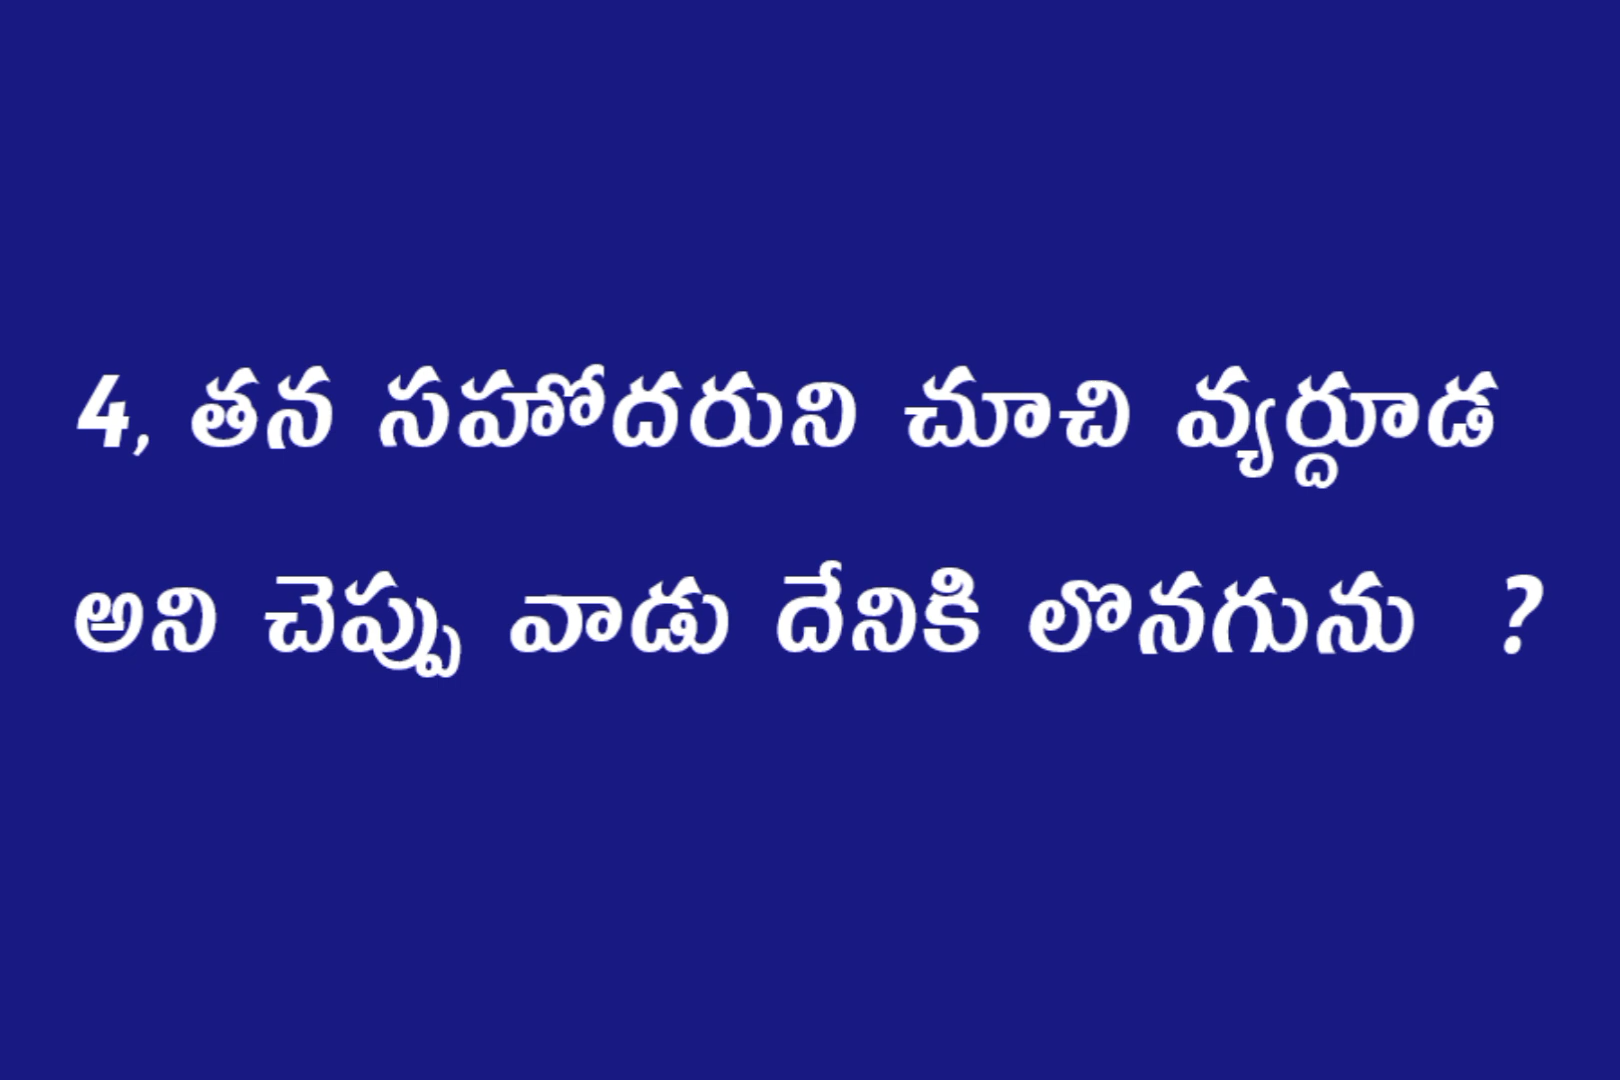 4, తన సహోదరుని చూచి వ్యర్దూడ
అని చెప్పు వాడు దేనికి లొనగును ?